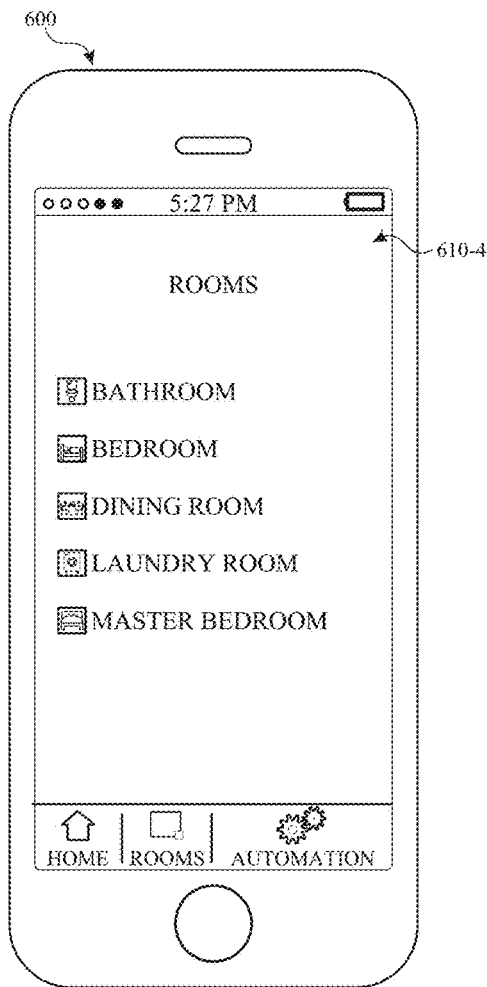 600
5:27 PM
610-4
ROOMS
BATHROOM
BEDROOM
DINING ROOM
LAUNDRY ROOM
MASTER BEDROOM
HOME ROOMS AUTOMATION